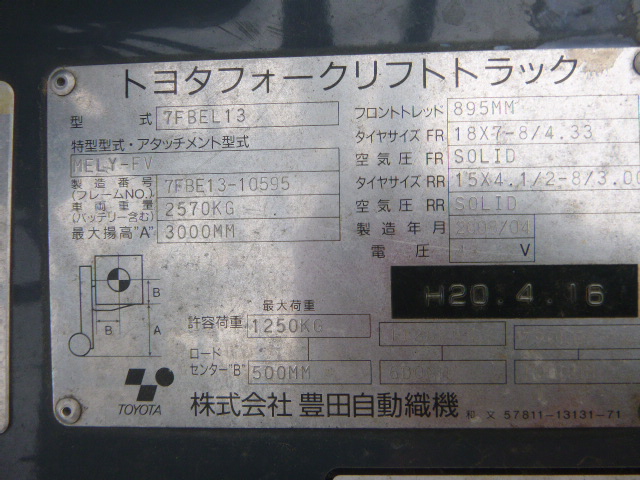 トヨタフォークリフトトラック
型 式 7FBEL13
特型型式・アタッチメント型式
MELY-FV
製造番号 (フレームNO.) 7FBE13-10595
車両重量 (バッテリー含む) 2570KG
最大揚高"A" 3000MM
フロントトレッド 895MM
タイヤサイズ FR 18X7-8/4.33
空気圧 FR SOLID
タイヤサイズ RR 15X4.1/2-8/3.00
空気圧 RR SOLID
製造年月
電圧 V
H20.4.16
B
B A
最大荷重
許容荷重 1250KG
ロード
センター"B" 500MM
TOYOTA
株式会社 豊田自動織機
和文 57811-13131-71